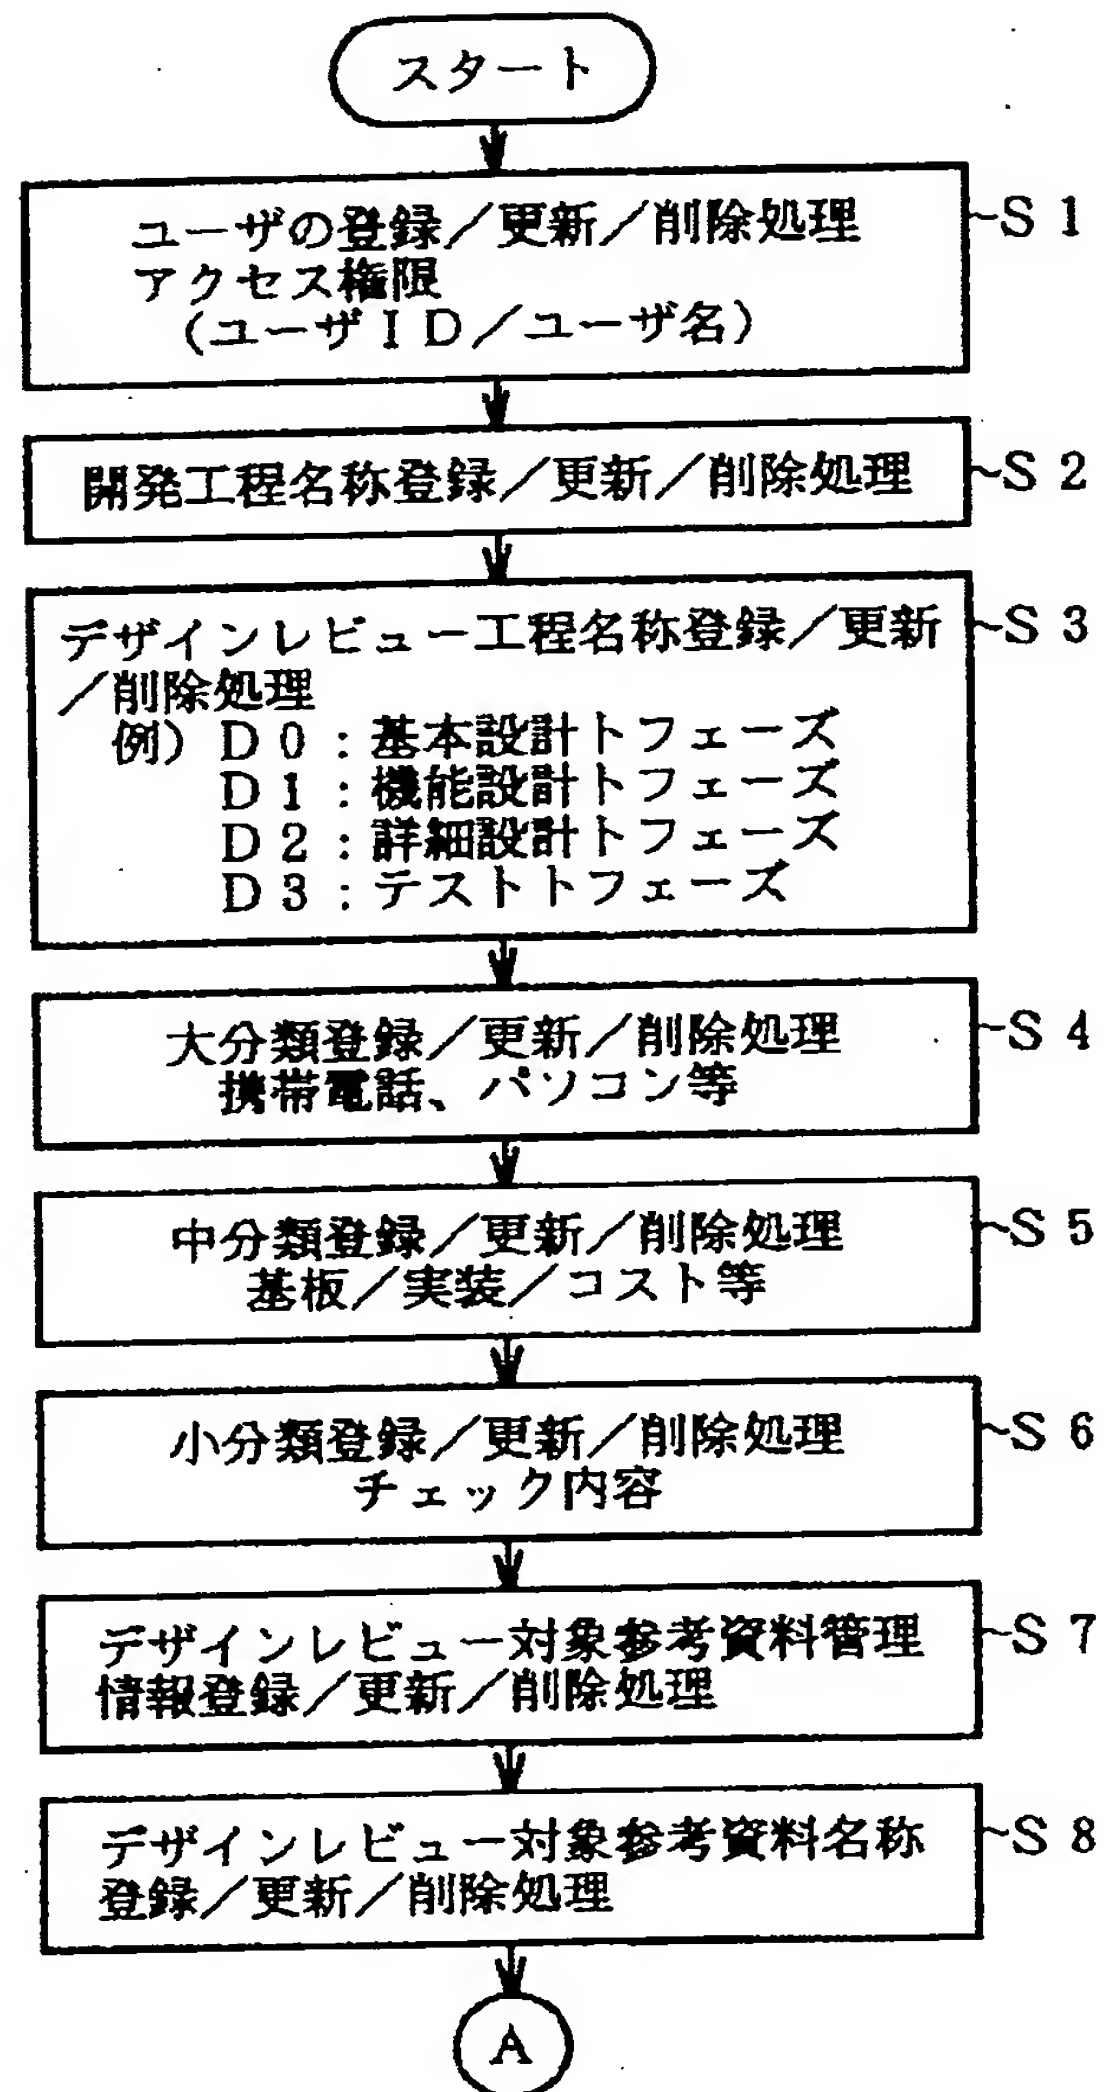 スタート
ユーザの登録／更新／削除処理
アクセス権限
（ユーザＩＤ／ユーザ名）
～Ｓ１
開発工程名称登録／更新／削除処理
～Ｓ２
デザインレビュー工程名称登録／更新
／削除処理
例）Ｄ０：基本設計トフェーズ
Ｄ１：機能設計トフェーズ
Ｄ２：詳細設計トフェーズ
Ｄ３：テストトフェーズ
～Ｓ３
大分類登録／更新／削除処理
携帯電話、パソコン等
～Ｓ４
中分類登録／更新／削除処理
基板／実装／コスト等
～Ｓ５
小分類登録／更新／削除処理
チェック内容
～Ｓ６
デザインレビュー対象参考資料管理
情報登録／更新／削除処理
～Ｓ７
デザインレビュー対象参考資料名称
登録／更新／削除処理
～Ｓ８
Ａ